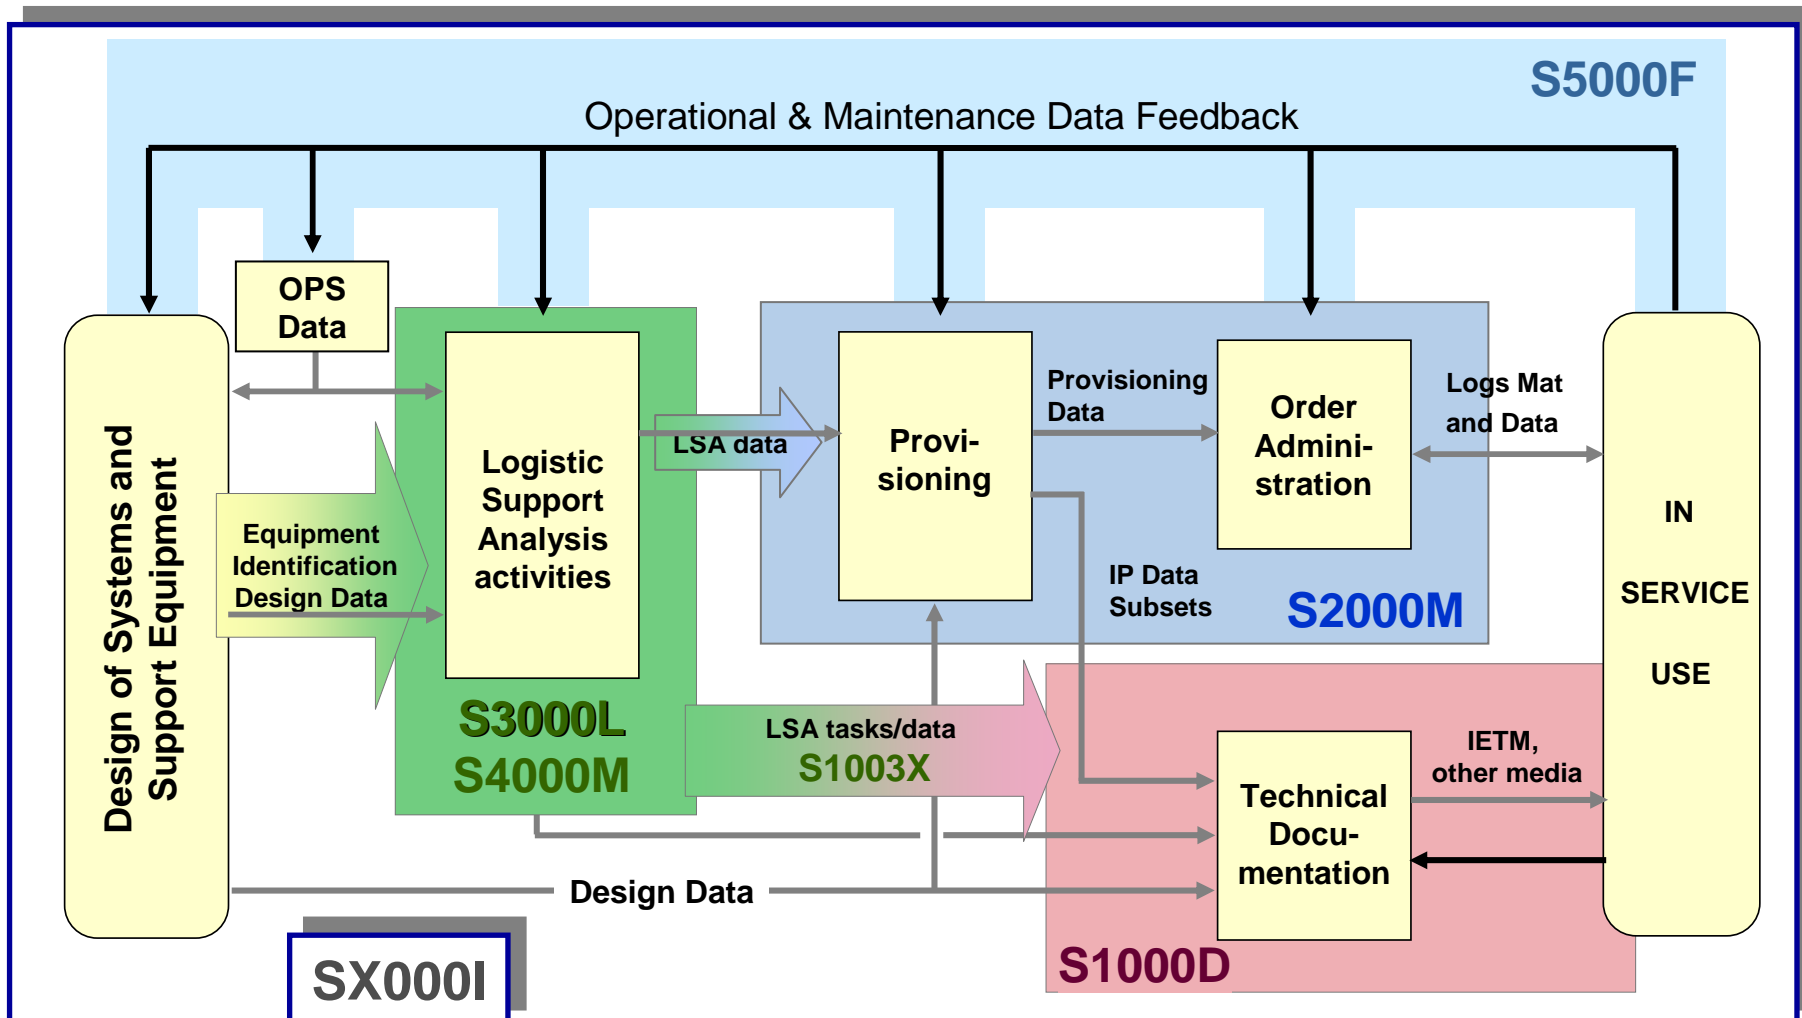 S5000F
Operational & Maintenance Data Feedback
OPS
Data
Design of Systems and
Support Equipment
Equipment
Identification
Design Data
Logistic
Support
Analysis
activities
S3000L
S4000M
LSA data
Provi-
sioning
Provisioning
Data
Order
Admini-
stration
Logs Mat
and Data
IP Data
Subsets
S2000M
IN
SERVICE
USE
LSA tasks/data
S1003X
IETM,
other media
Technical
Docu-
mentation
Design Data
S1000D
SX000I